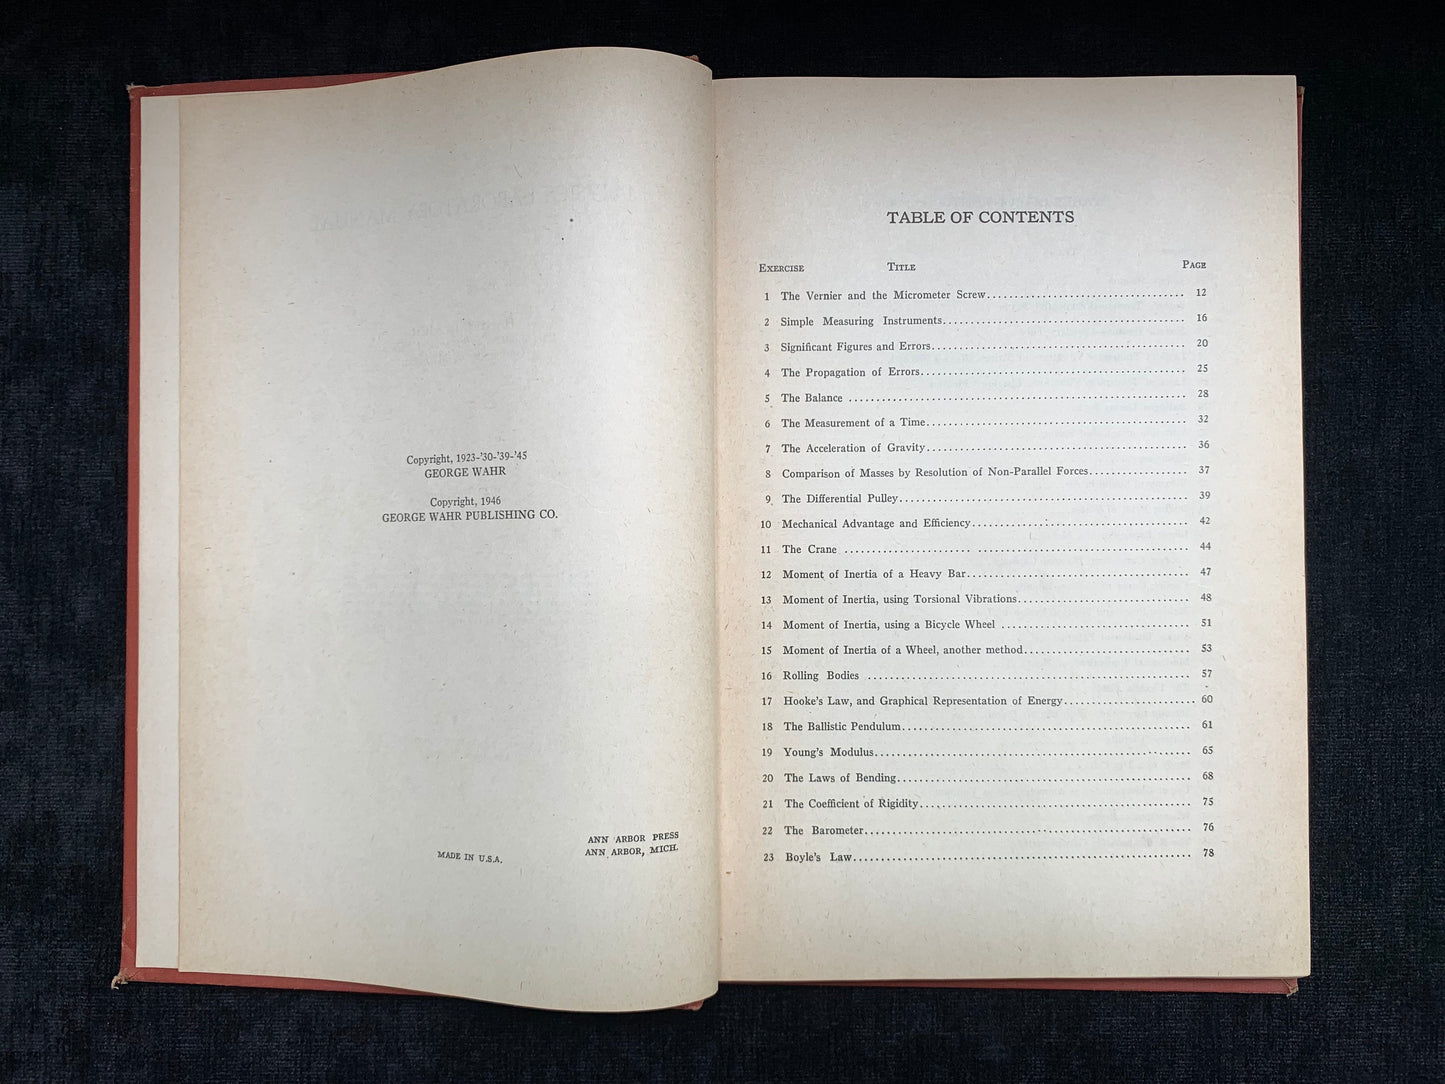 Copyright, 1923-'30-'39-'45
GEORGE WAHR
Copyright, 1946
GEORGE WAHR PUBLISHING CO.
MADE IN U.S.A.
ANN ARBOR PRESS
ANN ARBOR, MICH.
TABLE OF CONTENTS
EXERCISE TITLE PAGE
1 The Vernier and the Micrometer Screw 12
2 Simple Measuring Instruments 16
3 Significant Figures and Errors 20
4 The Propagation of Errors 25
5 The Balance 28
6 The Measurement of a Time 32
7 The Acceleration of Gravity 36
8 Comparison of Masses by Resolution of Non-Parallel Forces 37
9 The Differential Pulley 39
10 Mechanical Advantage and Efficiency 42
11 The Crane 44
12 Moment of Inertia of a Heavy Bar 47
13 Moment of Inertia, using Torsional Vibrations 48
14 Moment of Inertia, using a Bicycle Wheel 51
15 Moment of Inertia of a Wheel, another method 53
16 Rolling Bodies 57
17 Hooke's Law, and Graphical Representation of Energy 60
18 The Ballistic Pendulum 61
19 Young's Modulus 65
20 The Laws of Bending 68
21 The Coefficient of Rigidity 75
22 The Barometer 76
23 Boyle's Law 78